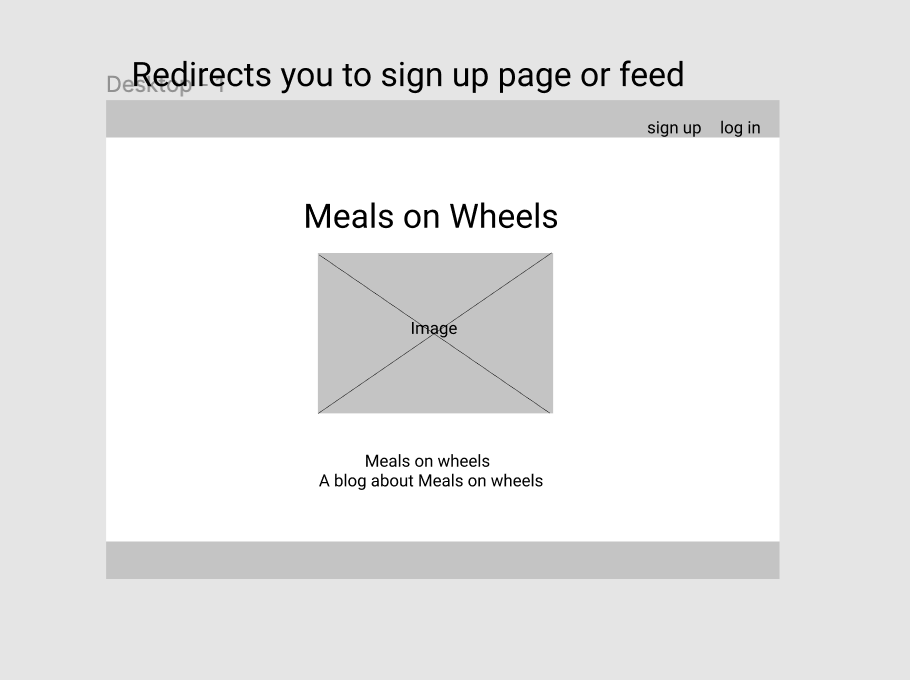 Redirects you to sign up page or feed
Desktop - 1
sign up log in
Meals on Wheels
Image
Meals on wheels
A blog about Meals on wheels